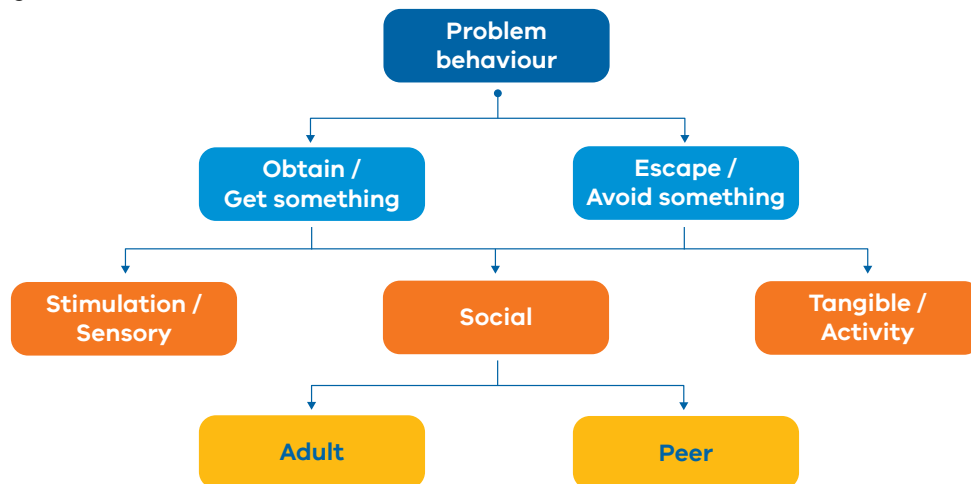 Problem
behaviour
Obtain /
Get something
Escape /
Avoid something
Stimulation /
Sensory
Social
Tangible /
Activity
Adult
Peer